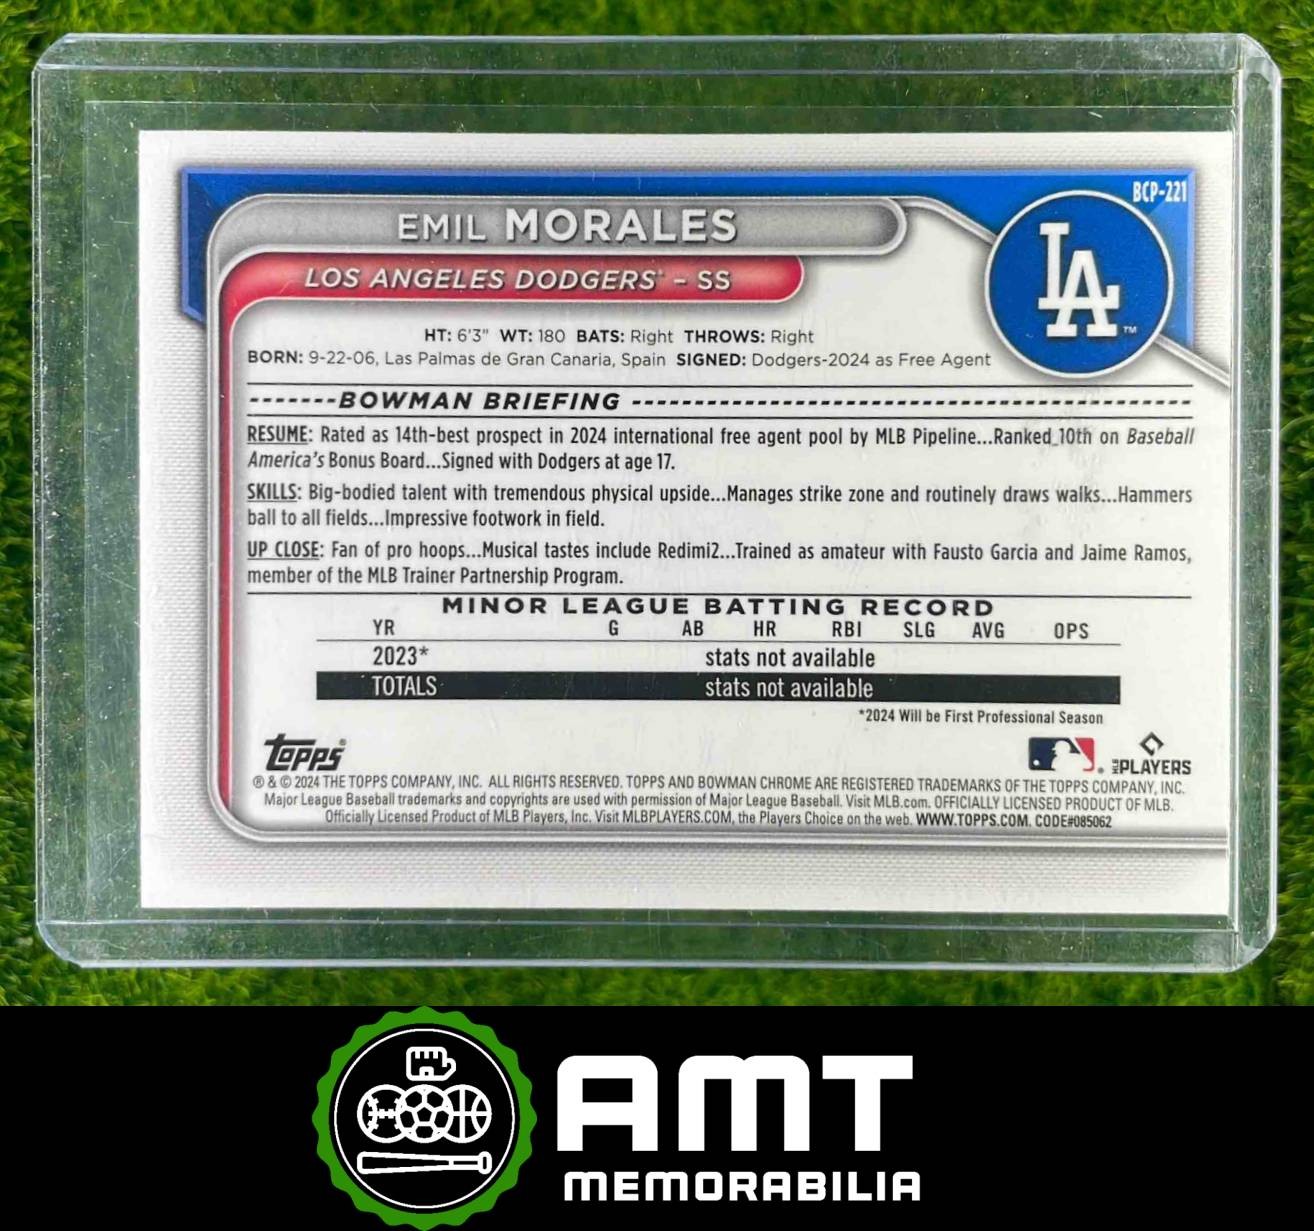 BCP-221
EMIL MORALES
LOS ANGELES DODGERS® - SS
LA™
HT: 6'3" WT: 180 BATS: Right THROWS: Right
BORN: 9-22-06, Las Palmas de Gran Canaria, Spain SIGNED: Dodgers-2024 as Free Agent
-------BOWMAN BRIEFING ---------------------------------------------
RESUME: Rated as 14th-best prospect in 2024 international free agent pool by MLB Pipeline...Ranked 10th on Baseball
America's Bonus Board...Signed with Dodgers at age 17.
SKILLS: Big-bodied talent with tremendous physical upside...Manages strike zone and routinely draws walks...Hammers
ball to all fields...Impressive footwork in field.
UP CLOSE: Fan of pro hoops...Musical tastes include Redimi2...Trained as amateur with Fausto Garcia and Jaime Ramos,
member of the MLB Trainer Partnership Program.
MINOR LEAGUE BATTING RECORD
YR G AB HR RBI SLG AVG OPS
2023* stats not available
TOTALS stats not available
*2024 Will be First Professional Season
Topps®
MLB PLAYERS
® & © 2024 THE TOPPS COMPANY, INC. ALL RIGHTS RESERVED. TOPPS AND BOWMAN CHROME ARE REGISTERED TRADEMARKS OF THE TOPPS COMPANY, INC.
Major League Baseball trademarks and copyrights are used with permission of Major League Baseball. Visit MLB.com. OFFICIALLY LICENSED PRODUCT OF MLB.
Officially Licensed Product of MLB Players, Inc. Visit MLBPLAYERS.COM, the Players Choice on the web. WWW.TOPPS.COM. CODE#085062
AMT
MEMORABILIA